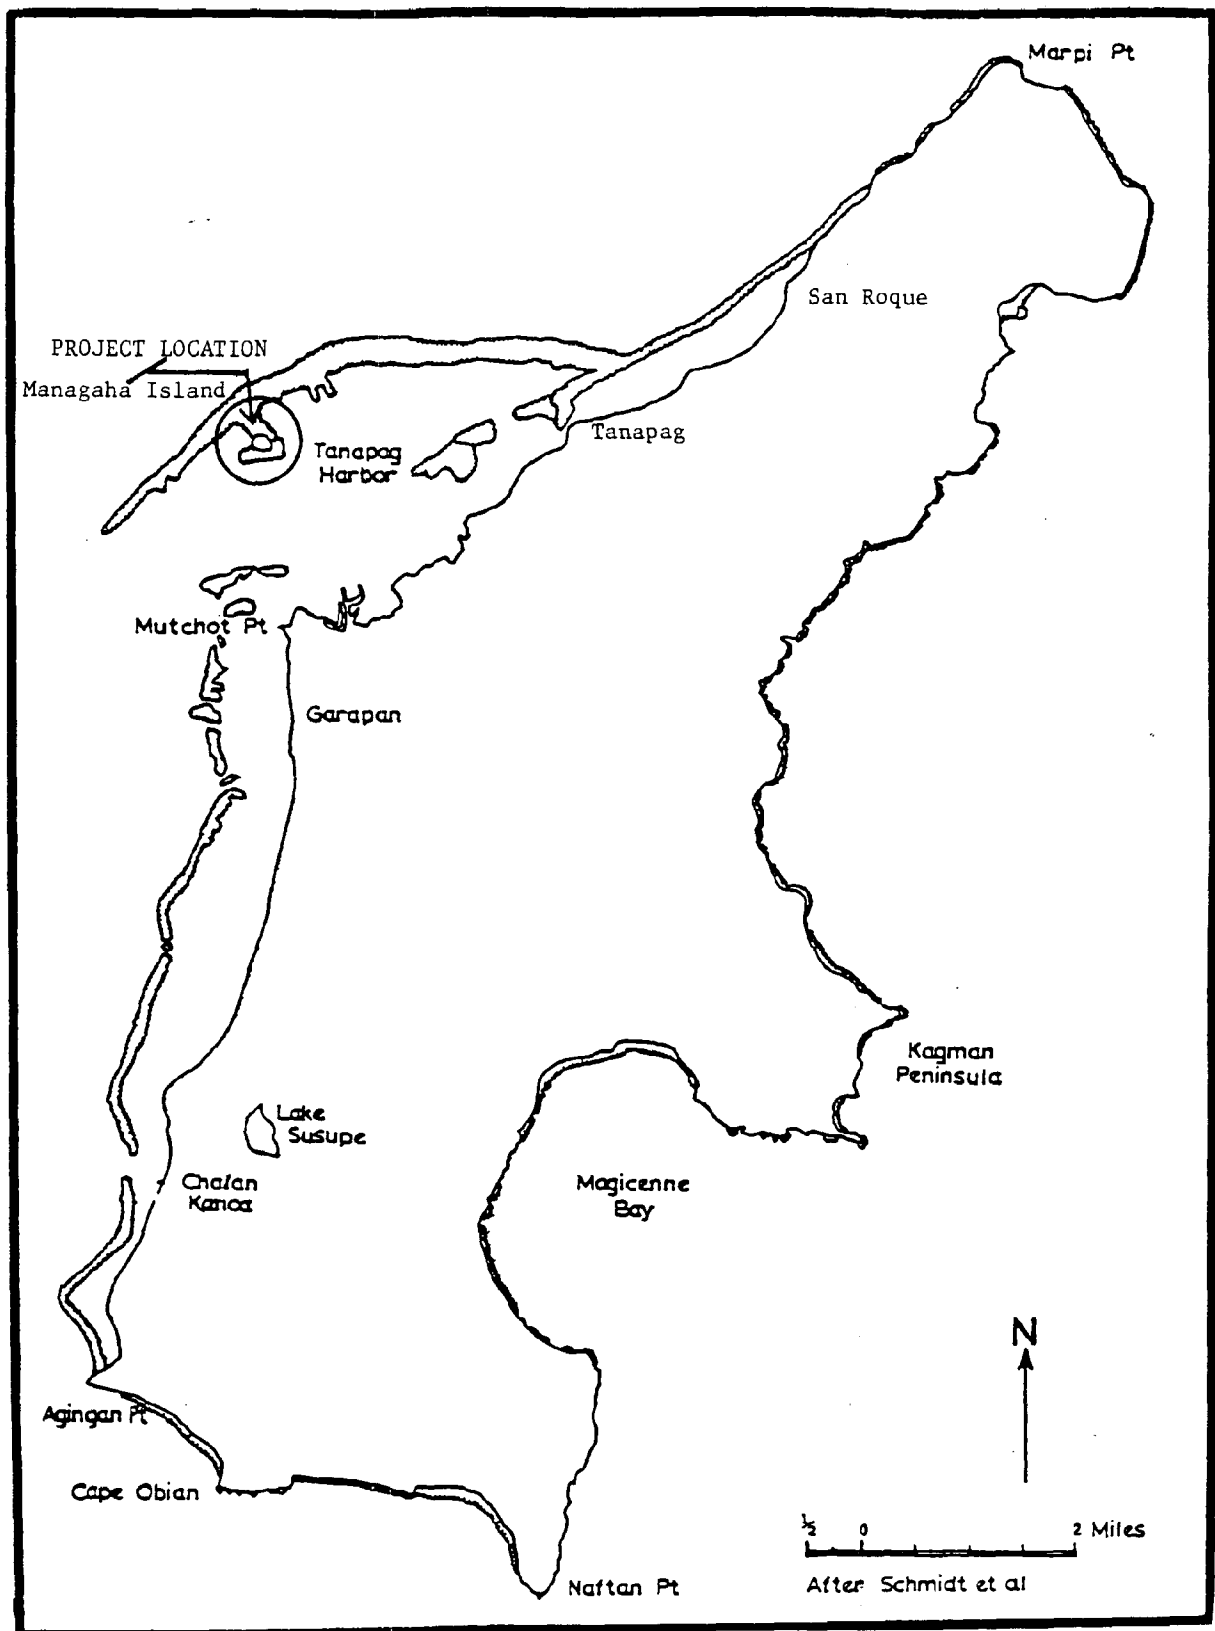 Marpi Pt
San Roque
PROJECT LOCATION
Managaha Island
Tanapag
Tanapag
Harbor
Mutchot Pt
Garapan
Kagman
Peninsula
Lake
Susupe
Chalan
Kanoa
Magicenne
Bay
N
Agingan Pt
Cape Obian
½ 0 2 Miles
After Schmidt et al
Naftan Pt